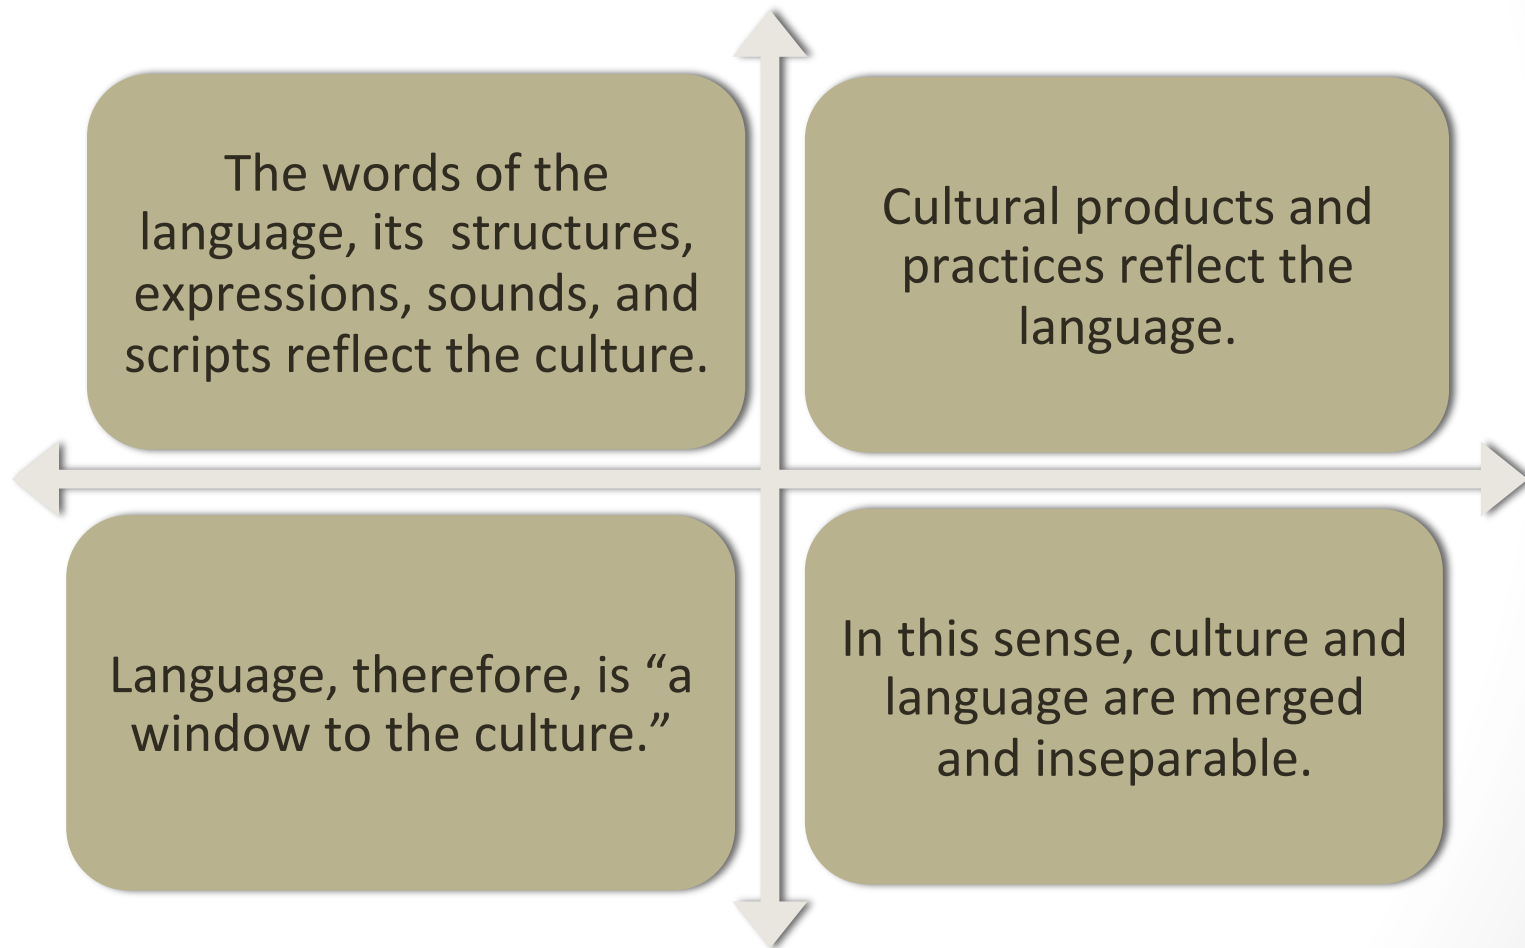 The words of the
language, its  structures,
expressions, sounds, and
scripts reflect the culture.
Cultural products and
practices reflect the
language.
Language, therefore, is “a
window to the culture.”
In this sense, culture and
language are merged
and inseparable.